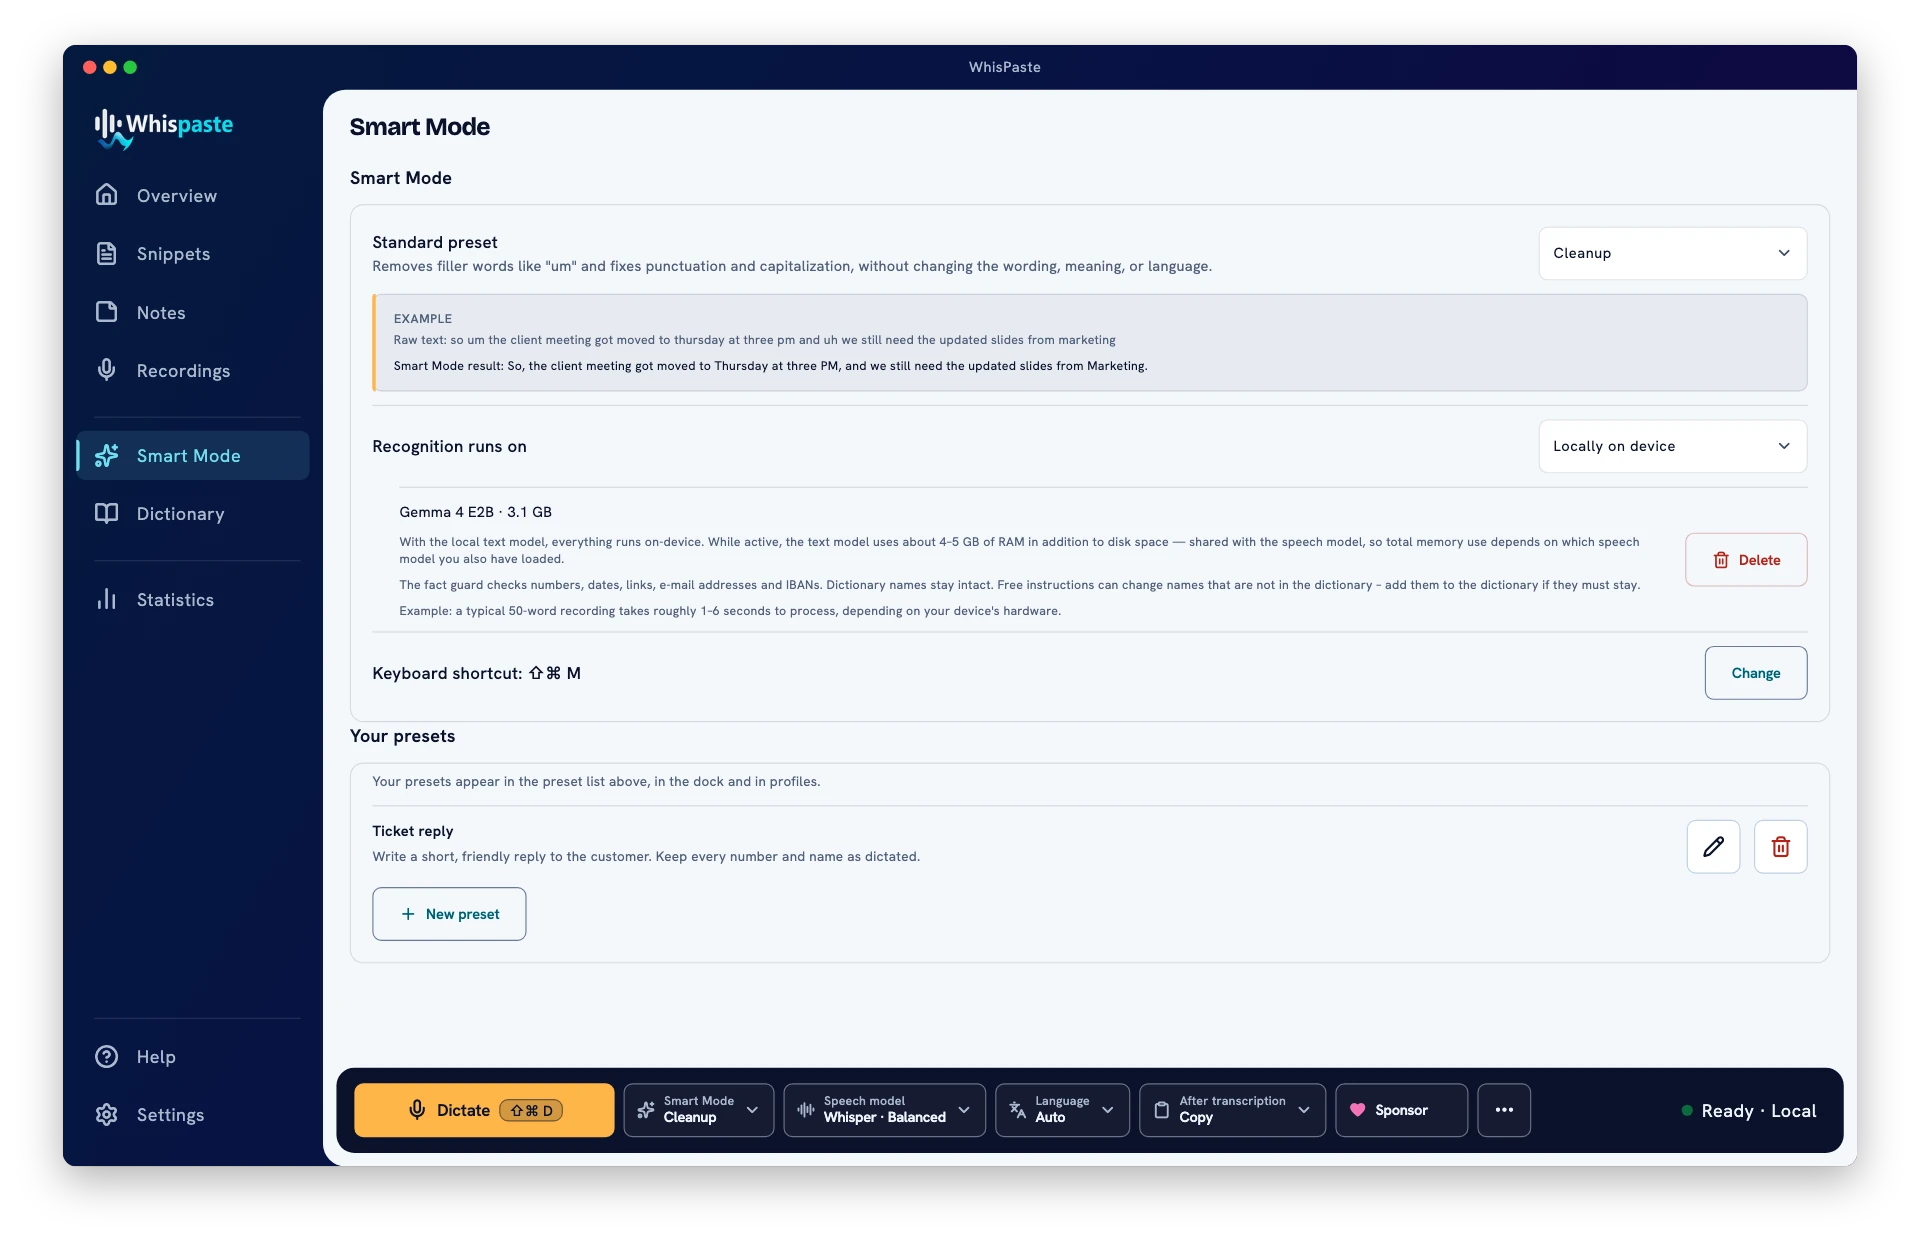 WhisPaste
Whispaste
Overview
Snippets
Notes
Recordings
Smart Mode
Dictionary
Statistics
Help
Settings
Smart Mode
Smart Mode
Standard preset
Removes filler words like "um" and fixes punctuation and capitalization, without changing the wording, meaning, or language.
Cleanup
EXAMPLE
Raw text: so um the client meeting got moved to thursday at three pm and uh we still need the updated slides from marketing
Smart Mode result: So, the client meeting got moved to Thursday at three PM, and we still need the updated slides from Marketing.
Recognition runs on
Locally on device
Gemma 4 E2B · 3.1 GB
With the local text model, everything runs on-device. While active, the text model uses about 4–5 GB of RAM in addition to disk space — shared with the speech model, so total memory use depends on which speech
model you also have loaded.
The fact guard checks numbers, dates, links, e-mail addresses and IBANs. Dictionary names stay intact. Free instructions can change names that are not in the dictionary – add them to the dictionary if they must stay.
Example: a typical 50-word recording takes roughly 1–6 seconds to process, depending on your device's hardware.
Delete
Keyboard shortcut: ⇧⌘ M
Change
Your presets
Your presets appear in the preset list above, in the dock and in profiles.
Ticket reply
Write a short, friendly reply to the customer. Keep every number and name as dictated.
New preset
Dictate ⇧⌘ D
Smart Mode
Cleanup
Speech model
Whisper · Balanced
Language
Auto
After transcription
Copy
Sponsor
Ready · Local